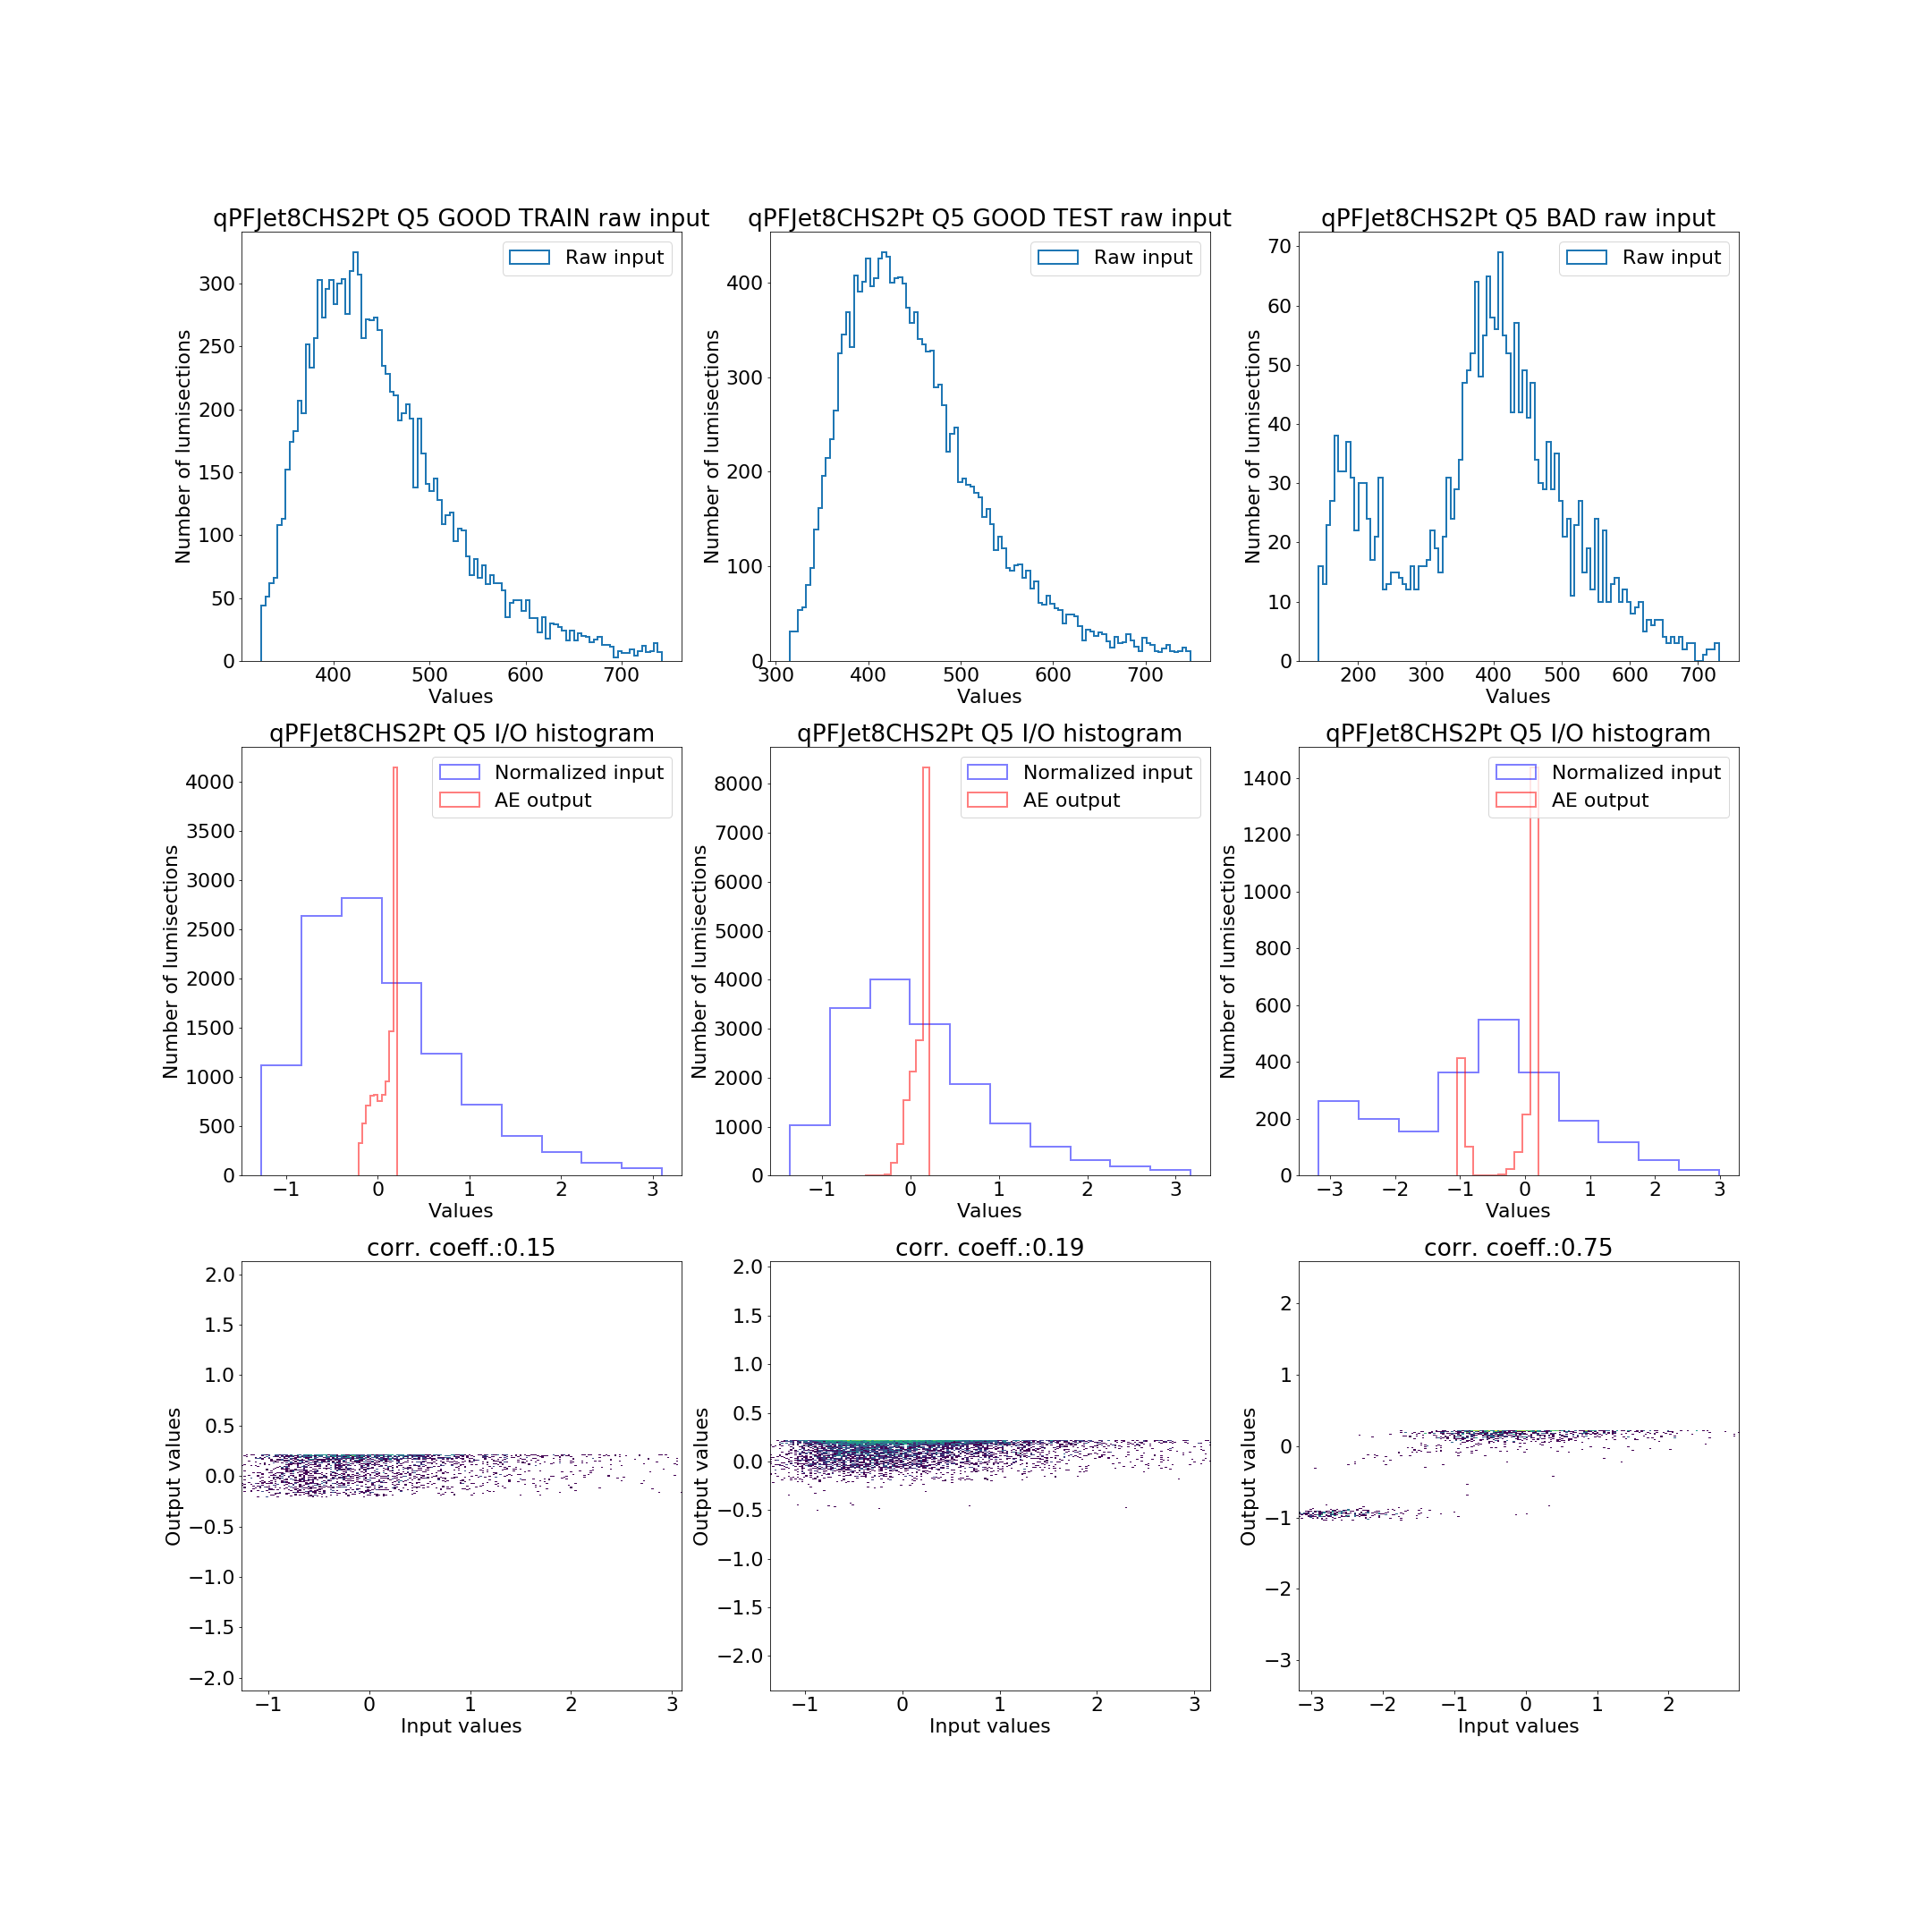 qPFJet8CHS2Pt Q5 GOOD TRAIN raw input
Raw input
Number of lumisections
300
250
200
150
100
50
0
400 500 600 700
Values
qPFJet8CHS2Pt Q5 GOOD TEST raw input
Raw input
Number of lumisections
400
300
200
100
0
300 400 500 600 700
Values
qPFJet8CHS2Pt Q5 BAD raw input
Raw input
Number of lumisections
70
60
50
40
30
20
10
0
200 300 400 500 600 700
Values
qPFJet8CHS2Pt Q5 I/O histogram
Normalized input
AE output
Number of lumisections
4000
3500
3000
2500
2000
1500
1000
500
0
−1 0 1 2 3
Values
qPFJet8CHS2Pt Q5 I/O histogram
Normalized input
AE output
Number of lumisections
8000
7000
6000
5000
4000
3000
2000
1000
0
−1 0 1 2 3
Values
qPFJet8CHS2Pt Q5 I/O histogram
Normalized input
AE output
Number of lumisections
1400
1200
1000
800
600
400
200
0
−3 −2 −1 0 1 2 3
Values
corr. coeff.:0.15
Output values
2.0
1.5
1.0
0.5
0.0
−0.5
−1.0
−1.5
−2.0
−1 0 1 2 3
Input values
corr. coeff.:0.19
Output values
2.0
1.5
1.0
0.5
0.0
−0.5
−1.0
−1.5
−2.0
−1 0 1 2 3
Input values
corr. coeff.:0.75
Output values
2
1
0
−1
−2
−3
−3 −2 −1 0 1 2
Input values